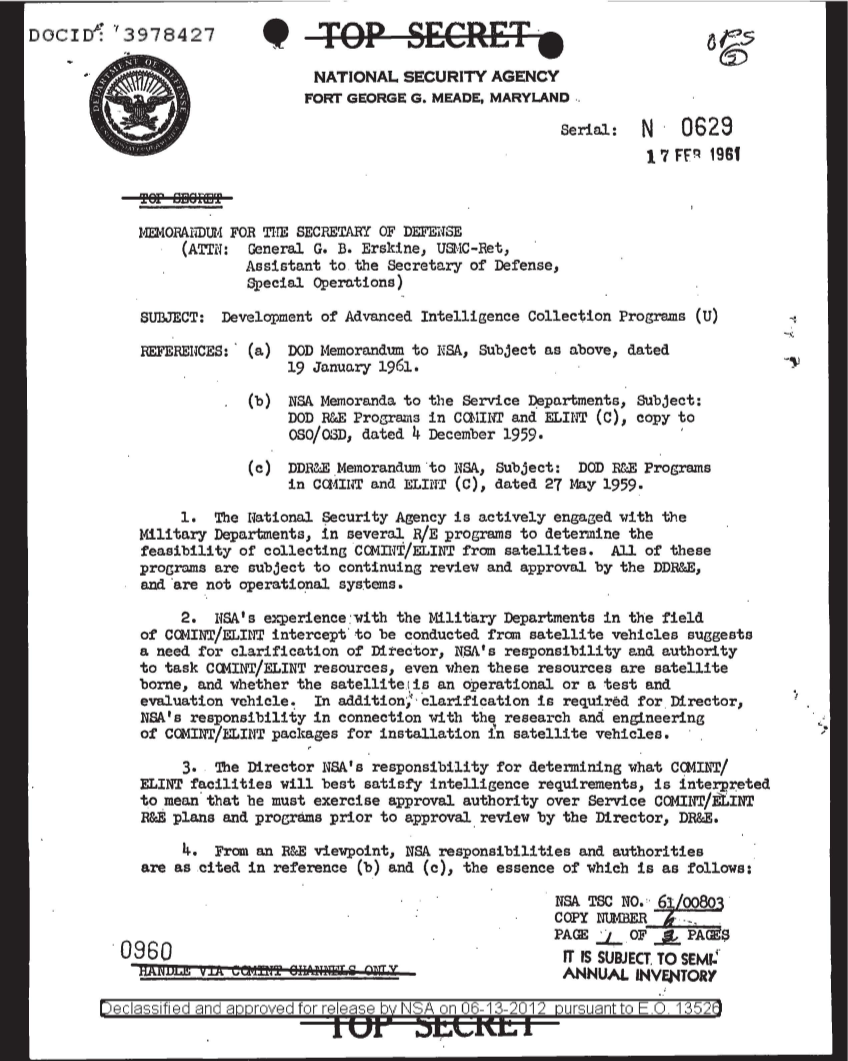 DOCID: 3978427
TOP SECRET
OPS
5
DEPARTMENT OF DEFENSE
UNITED STATES OF AMERICA
NATIONAL SECURITY AGENCY
FORT GEORGE G. MEADE, MARYLAND
Serial: N 0629
17 FEB 1961
TOP SECRET
MEMORANDUM FOR THE SECRETARY OF DEFENSE
(ATTN: General G. B. Erskine, USMC-Ret,
Assistant to the Secretary of Defense,
Special Operations)
SUBJECT: Development of Advanced Intelligence Collection Programs (U)
REFERENCES: (a) DOD Memorandum to NSA, Subject as above, dated
19 January 1961.
(b) NSA Memoranda to the Service Departments, Subject:
DOD R&E Programs in COMINT and ELINT (C), copy to
OSO/OSD, dated 4 December 1959.
(c) DDR&E Memorandum to NSA, Subject: DOD R&E Programs
in COMINT and ELINT (C), dated 27 May 1959.
1. The National Security Agency is actively engaged with the
Military Departments, in several R/E programs to determine the
feasibility of collecting COMINT/ELINT from satellites. All of these
programs are subject to continuing review and approval by the DDR&E,
and are not operational systems.
2. NSA's experience with the Military Departments in the field
of COMINT/ELINT intercept to be conducted from satellite vehicles suggests
a need for clarification of Director, NSA's responsibility and authority
to task COMINT/ELINT resources, even when these resources are satellite
borne, and whether the satellite is an operational or a test and
evaluation vehicle. In addition, clarification is required for Director,
NSA's responsibility in connection with the research and engineering
of COMINT/ELINT packages for installation in satellite vehicles.
3. The Director NSA's responsibility for determining what COMINT/
ELINT facilities will best satisfy intelligence requirements, is interpreted
to mean that he must exercise approval authority over Service COMINT/ELINT
R&E plans and programs prior to approval review by the Director, DR&E.
4. From an R&E viewpoint, NSA responsibilities and authorities
are as cited in reference (b) and (c), the essence of which is as follows:
NSA TSC NO. 61/00803
COPY NUMBER
PAGE 1 OF 2 PAGES
IT IS SUBJECT TO SEMI-
ANNUAL INVENTORY
0960
HANDLE VIA COMINT CHANNELS ONLY
Declassified and approved for release by NSA on 06-13-2012 pursuant to E.O. 13526
TOP SECRET